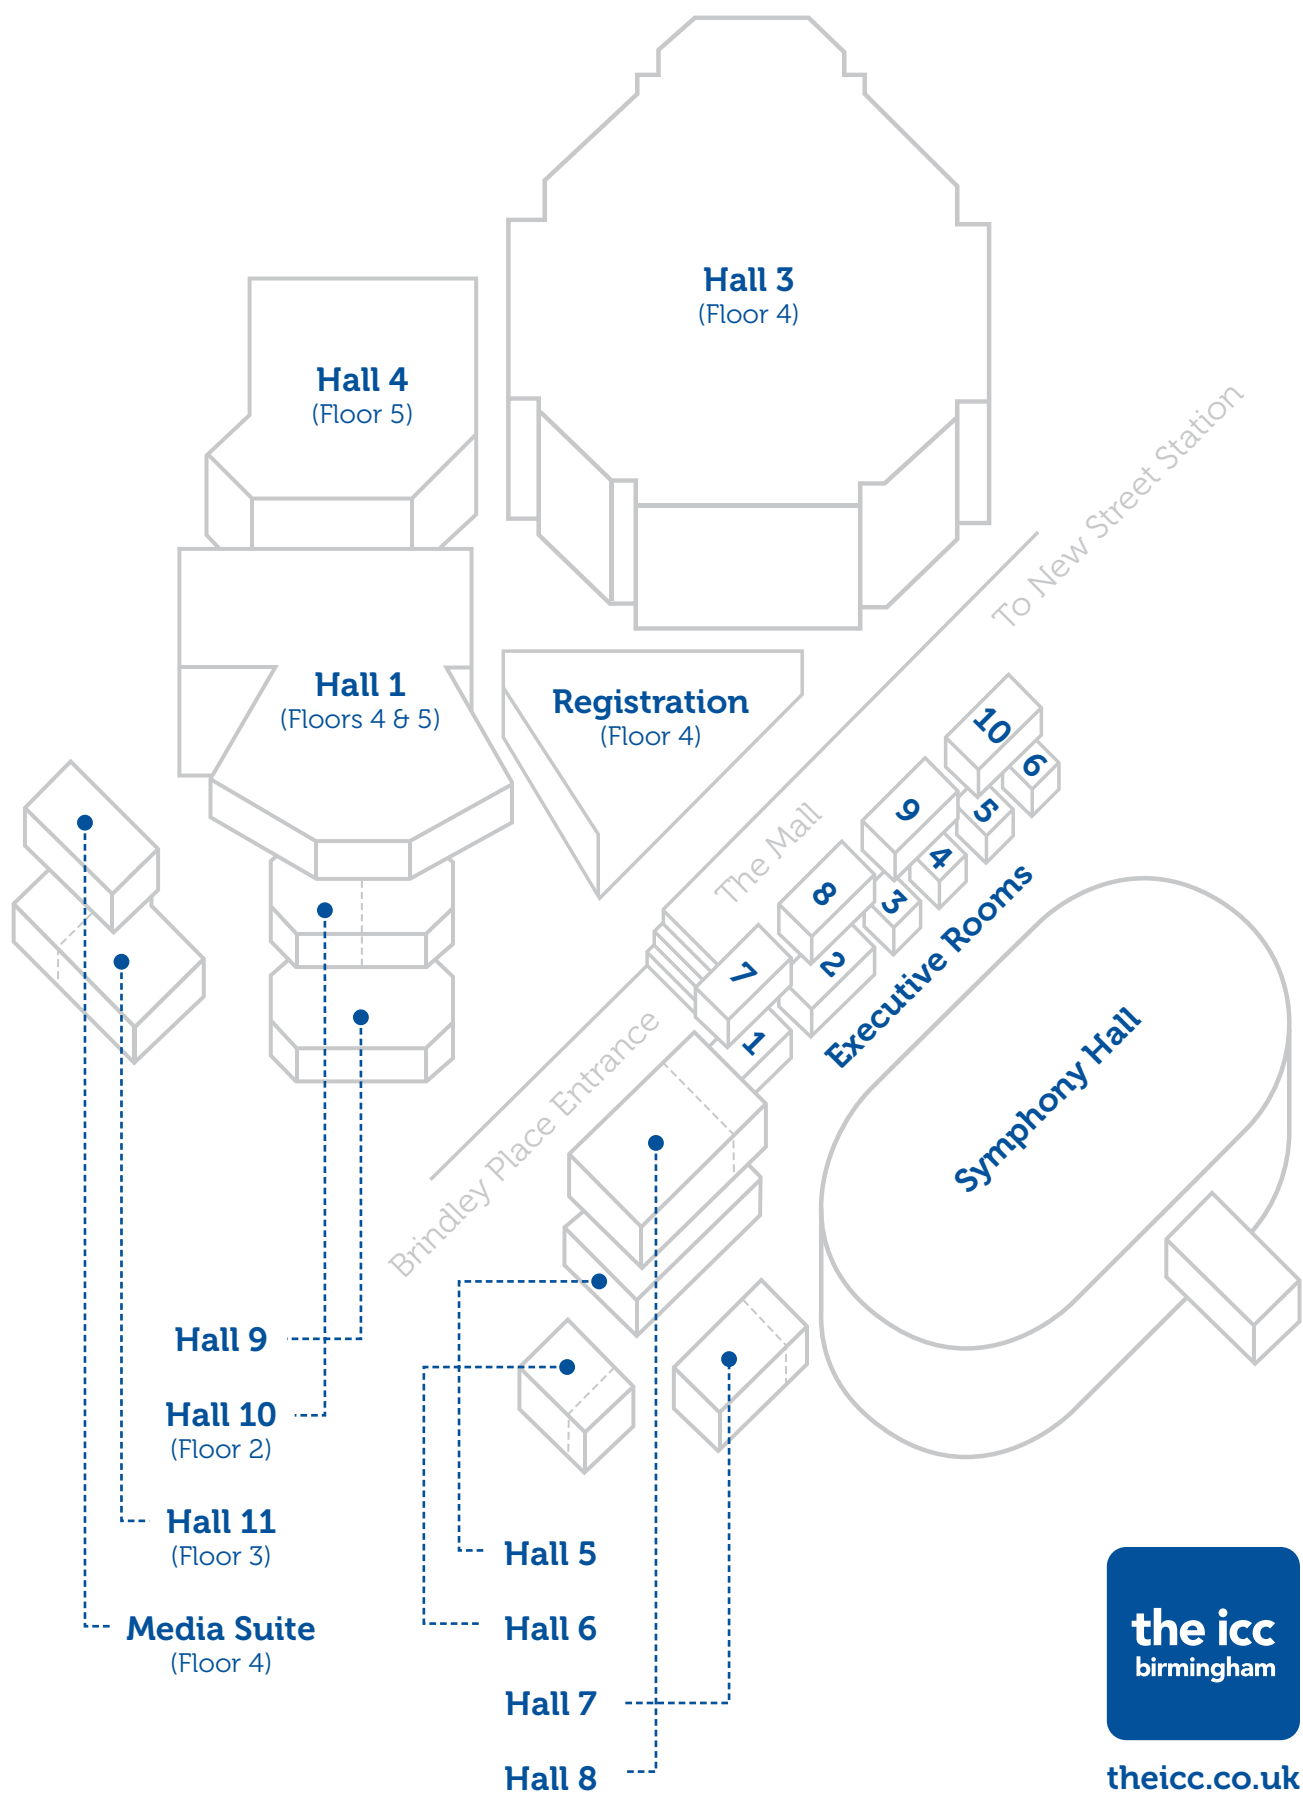 Hall 3
(Floor 4)
Hall 4
(Floor 5)
To New Street Station
Hall 1
(Floors 4 & 5)
Registration
(Floor 4)
The Mall
10
6
9
5
8
4
3
7
2
1
Executive Rooms
Brindley Place Entrance
Symphony Hall
Hall 9
Hall 10
(Floor 2)
Hall 11
(Floor 3)
Media Suite
(Floor 4)
Hall 5
Hall 6
Hall 7
Hall 8
the icc
birmingham
theicc.co.uk